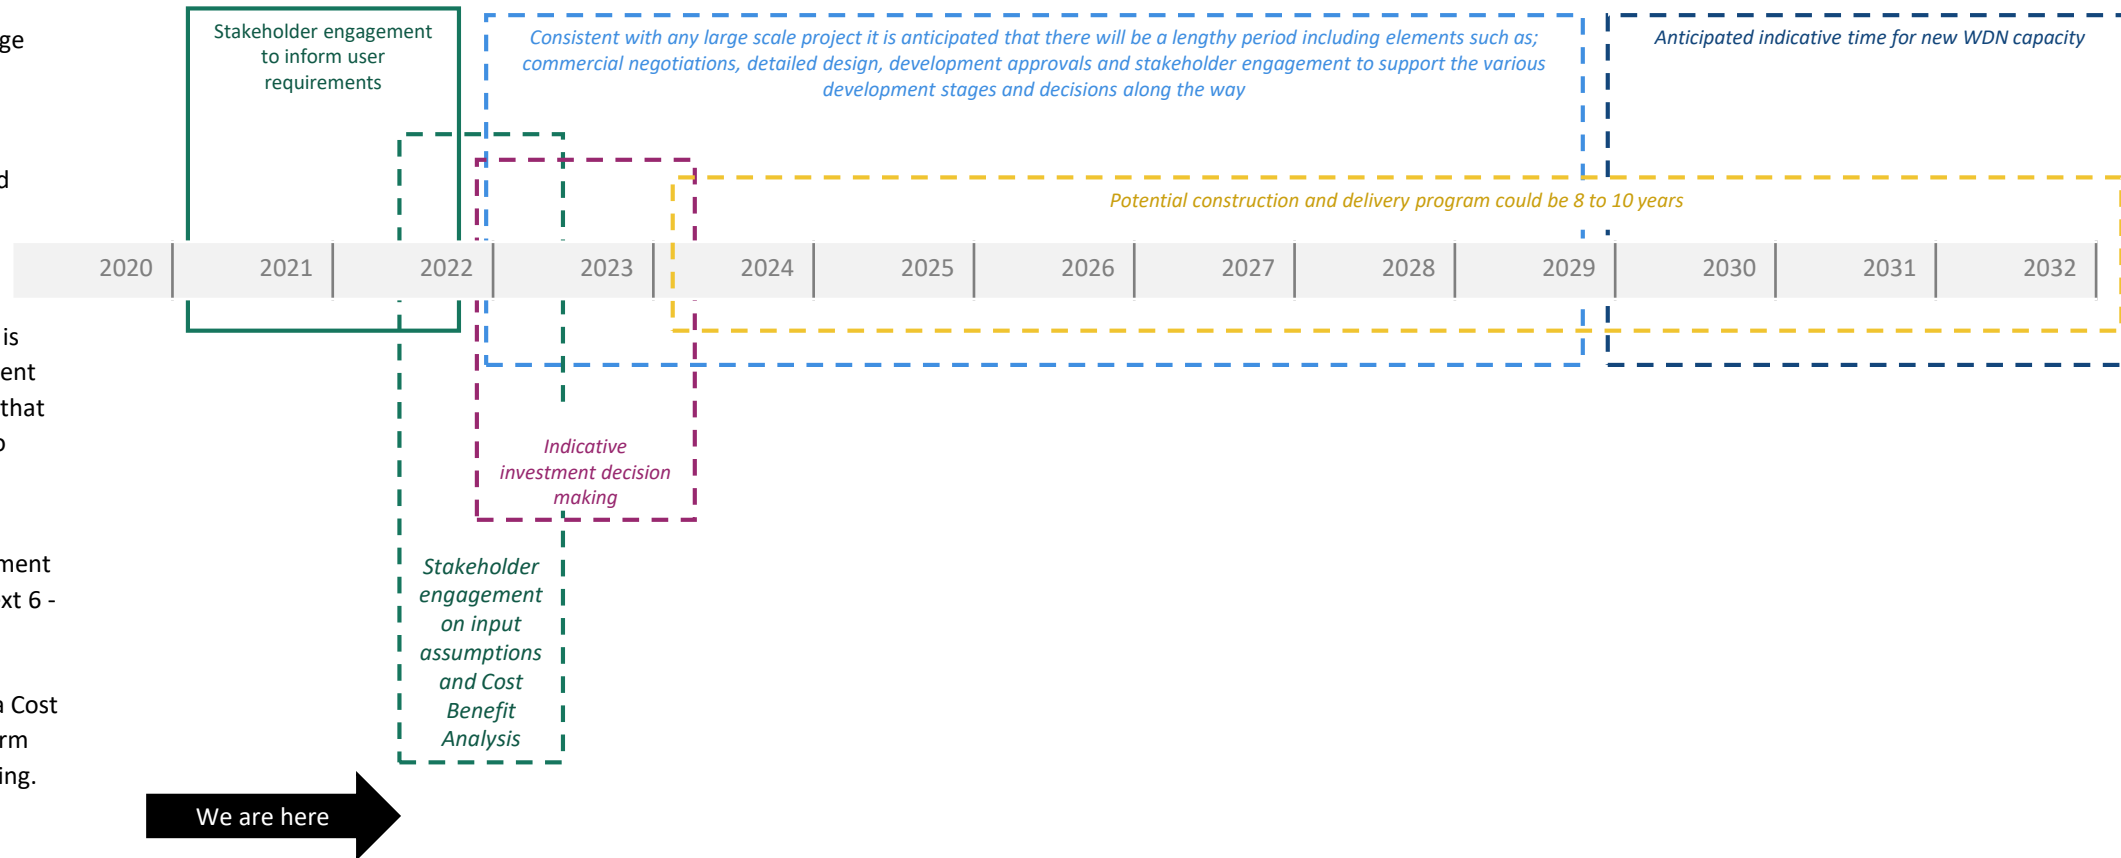 ge
d
is
ent
that
o
ment
ext 6 -
a Cost
rm
ing.
Stakeholder engagement
to inform user
requirements
Consistent with any large scale project it is anticipated that there will be a lengthy period including elements such as;
commercial negotiations, detailed design, development approvals and stakeholder engagement to support the various
development stages and decisions along the way
Anticipated indicative time for new WDN capacity
Potential construction and delivery program could be 8 to 10 years
2020 2021 2022 2023 2024 2025 2026 2027 2028 2029 2030 2031 2032
Indicative
investment decision
making
Stakeholder
engagement
on input
assumptions
and Cost
Benefit
Analysis
We are here